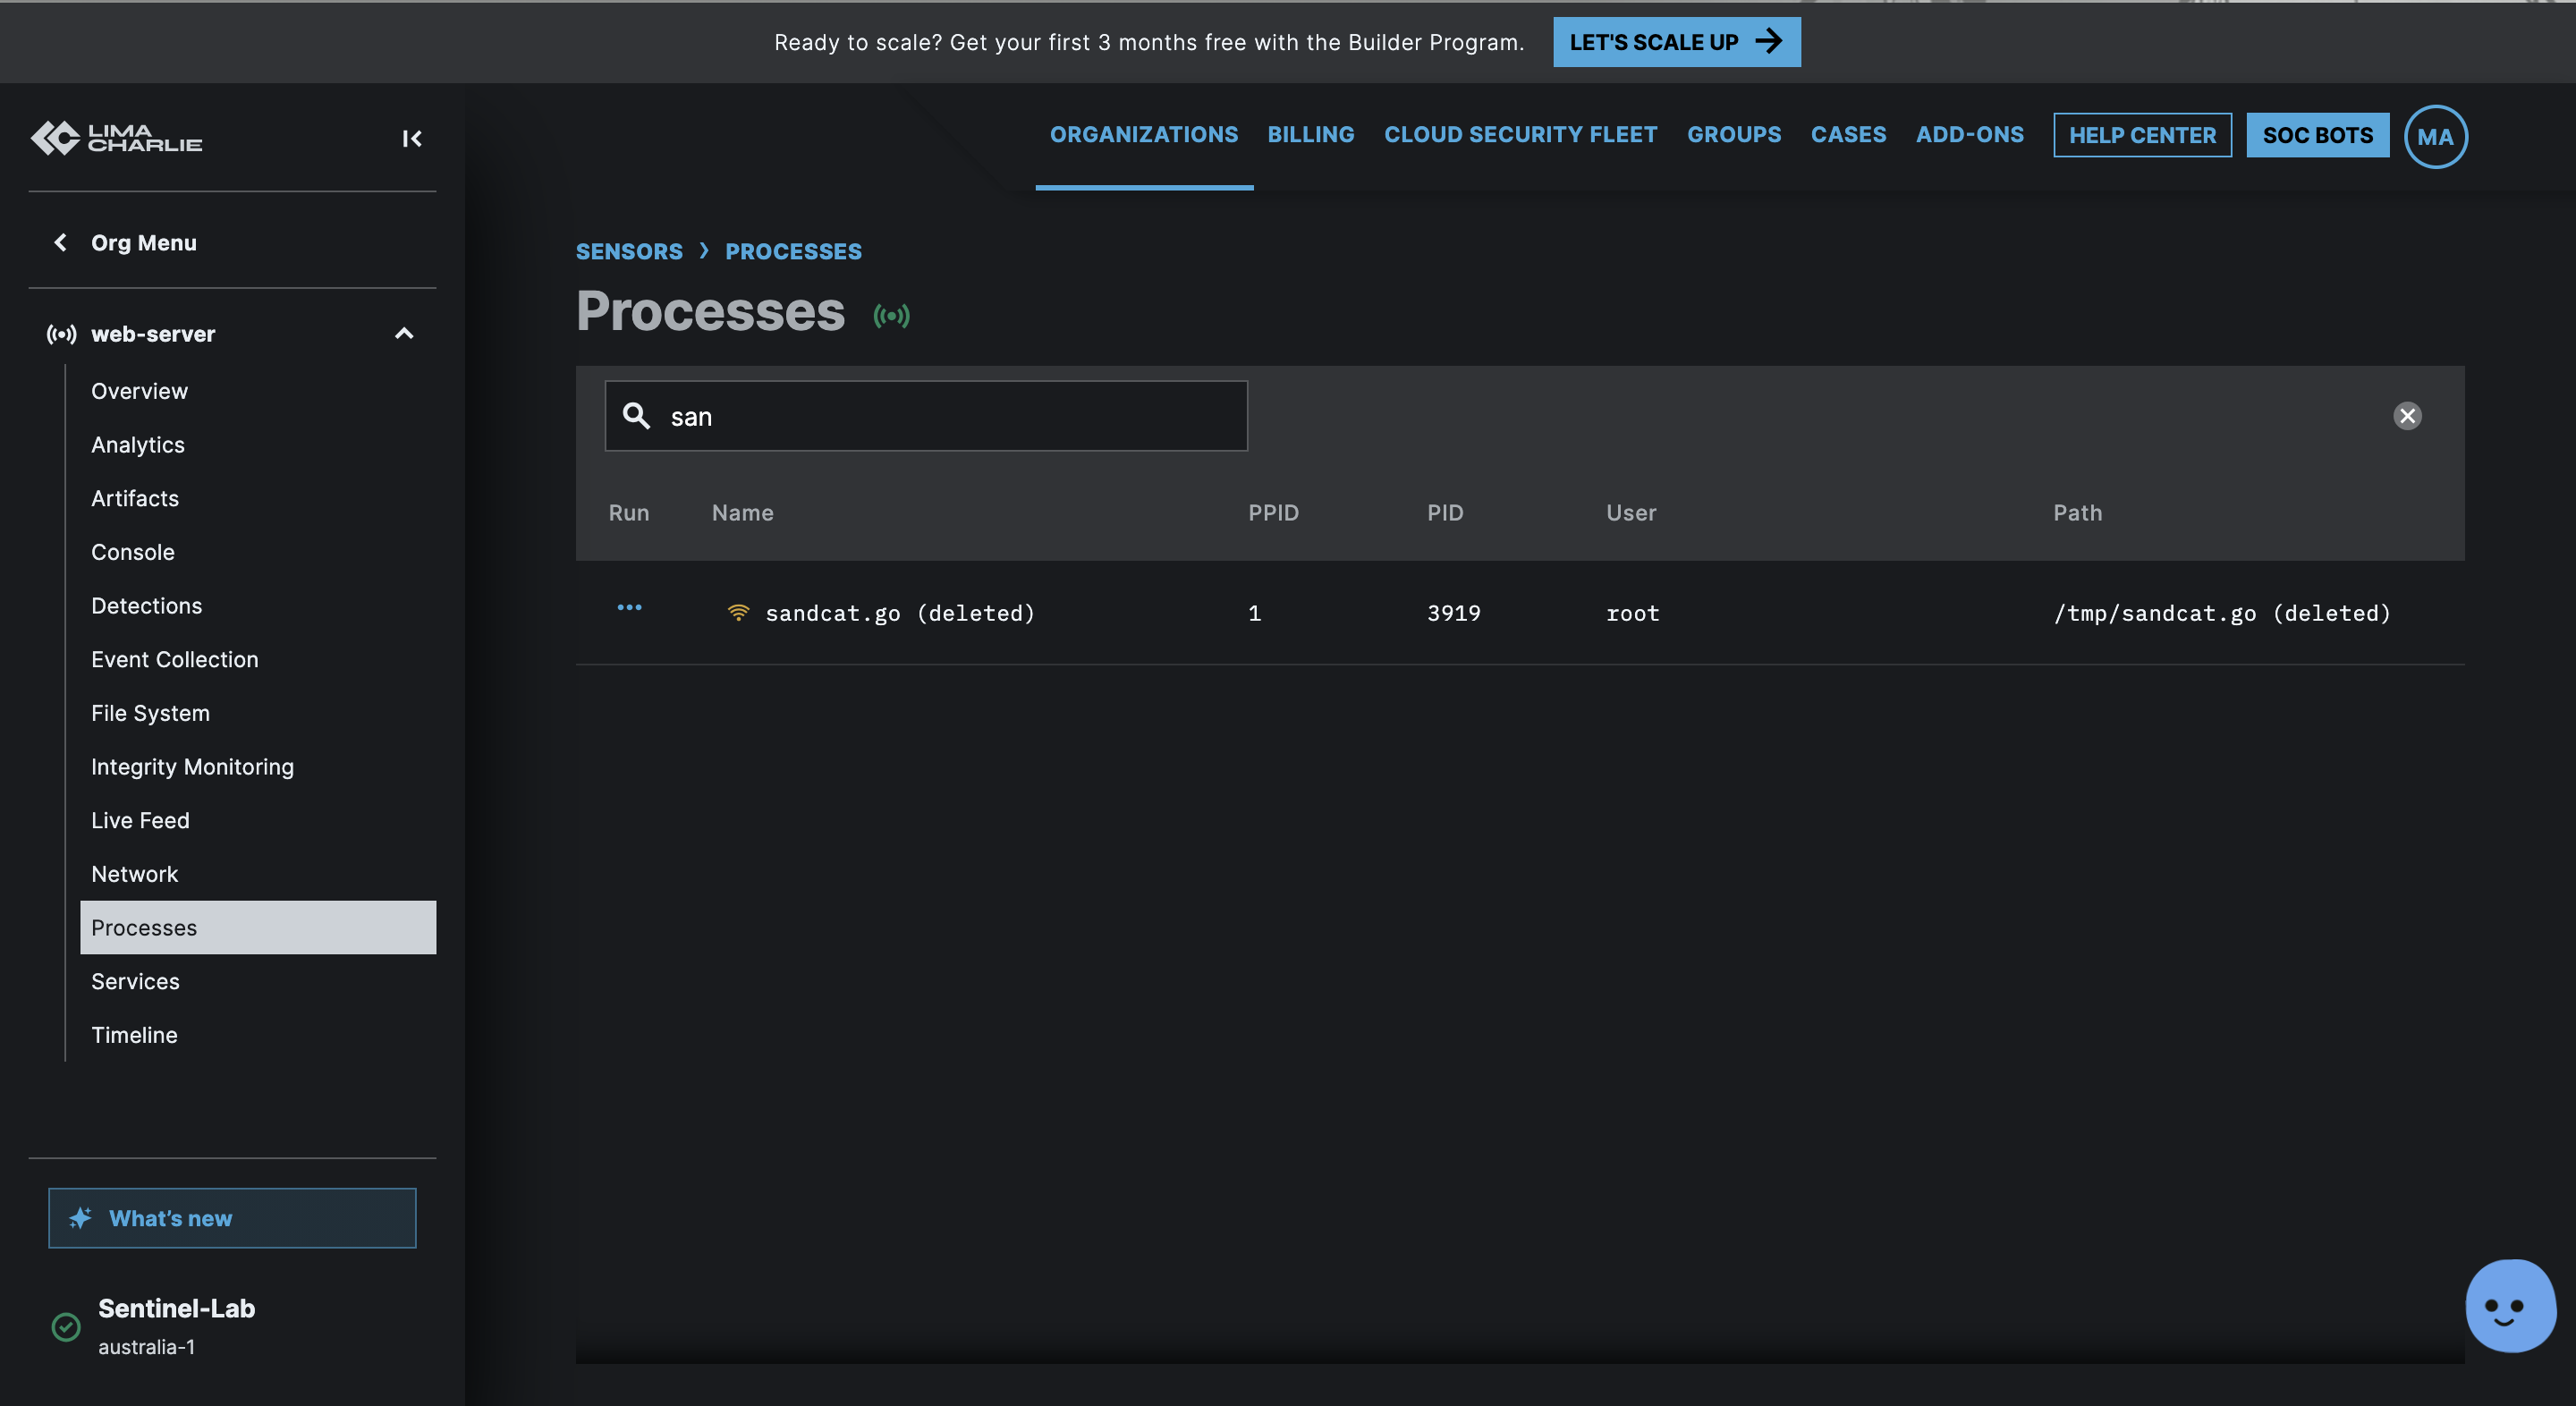 Ready to scale? Get your first 3 months free with the Builder Program.
LET'S SCALE UP
LIMA CHARLIE
ORGANIZATIONS
BILLING
CLOUD SECURITY FLEET
GROUPS
CASES
ADD-ONS
HELP CENTER
SOC BOTS
MA
Org Menu
web-server
Overview
Analytics
Artifacts
Console
Detections
Event Collection
File System
Integrity Monitoring
Live Feed
Network
Processes
Services
Timeline
What's new
Sentinel-Lab
australia-1
SENSORS
PROCESSES
Processes
san
Run Name PPID PID User Path
sandcat.go (deleted) 1 3919 root /tmp/sandcat.go (deleted)